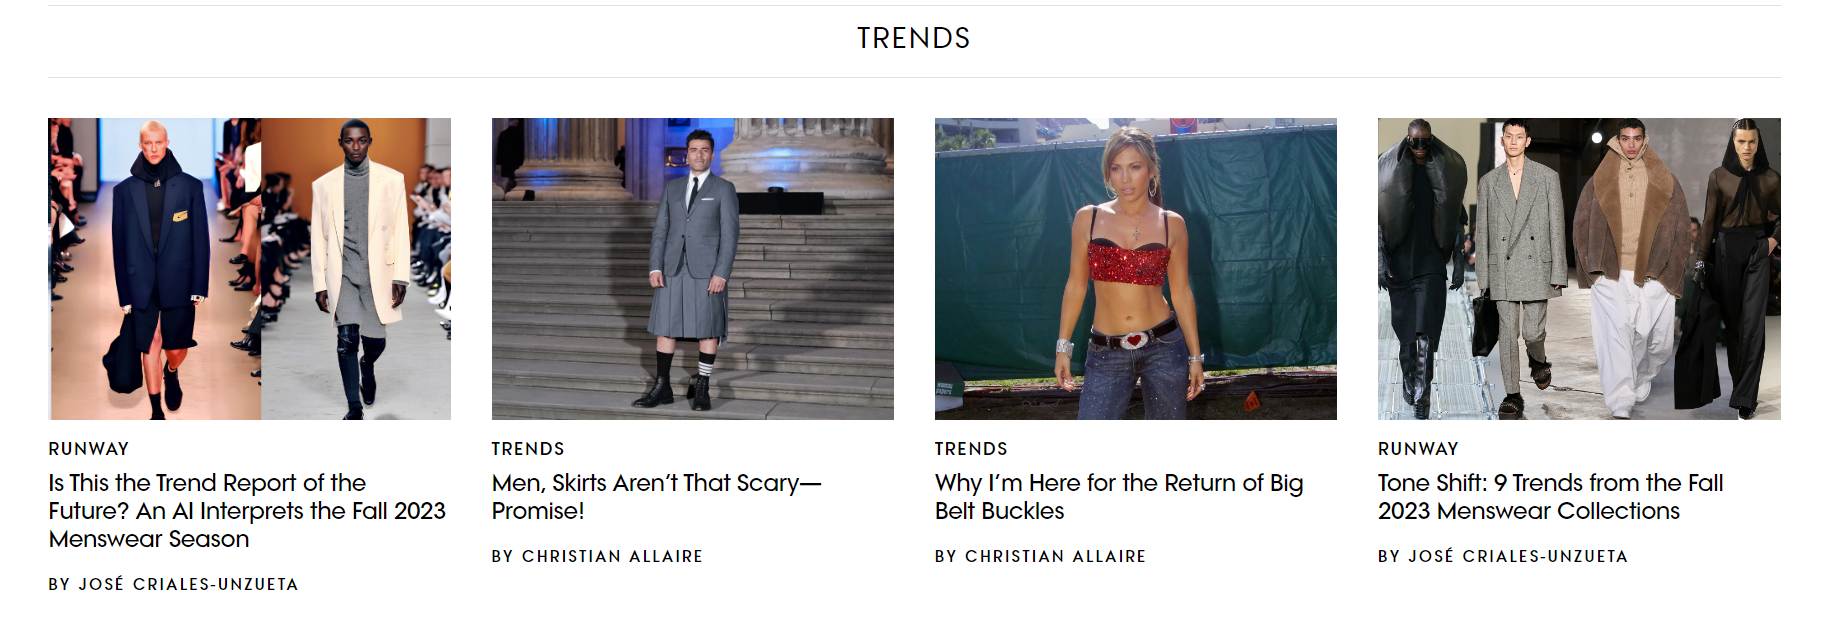 TRENDS
RUNWAY
Is This the Trend Report of the
Future? An AI Interprets the Fall 2023
Menswear Season
BY JOSÉ CRIALES-UNZUETA
TRENDS
Men, Skirts Aren’t That Scary—
Promise!
BY CHRISTIAN ALLAIRE
TRENDS
Why I’m Here for the Return of Big
Belt Buckles
BY CHRISTIAN ALLAIRE
RUNWAY
Tone Shift: 9 Trends from the Fall
2023 Menswear Collections
BY JOSÉ CRIALES-UNZUETA